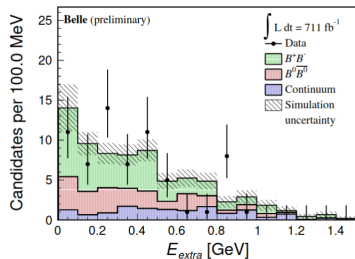 Belle (preliminary)
∫ L dt = 711 fb⁻¹
Data
B⁺B⁻
B⁰B̅⁰
Continuum
Simulation
uncertainty
Candidates per 100.0 MeV
25
20
15
10
5
0
0.0 0.2 0.4 0.6 0.8 1.0 1.2 1.4
E_extra [GeV]